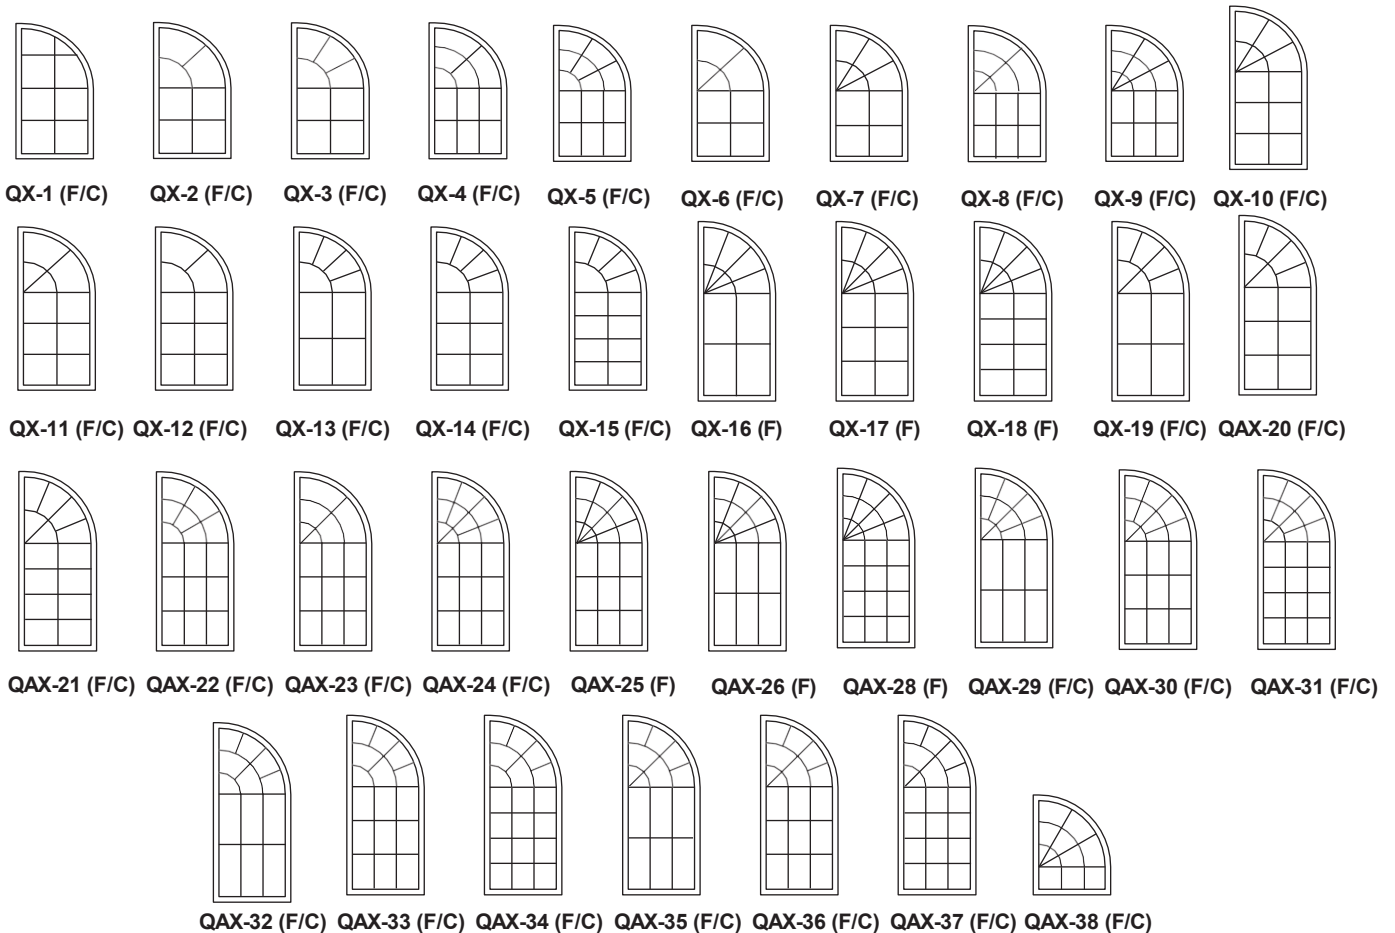 QX-1 (F/C) QX-2 (F/C) QX-3 (F/C) QX-4 (F/C) QX-5 (F/C) QX-6 (F/C) QX-7 (F/C) QX-8 (F/C) QX-9 (F/C) QX-10 (F/C)
QX-11 (F/C) QX-12 (F/C) QX-13 (F/C) QX-14 (F/C) QX-15 (F/C) QX-16 (F) QX-17 (F) QX-18 (F) QX-19 (F/C) QAX-20 (F/C)
QAX-21 (F/C) QAX-22 (F/C) QAX-23 (F/C) QAX-24 (F/C) QAX-25 (F) QAX-26 (F) QAX-28 (F) QAX-29 (F/C) QAX-30 (F/C) QAX-31 (F/C)
QAX-32 (F/C) QAX-33 (F/C) QAX-34 (F/C) QAX-35 (F/C) QAX-36 (F/C) QAX-37 (F/C) QAX-38 (F/C)